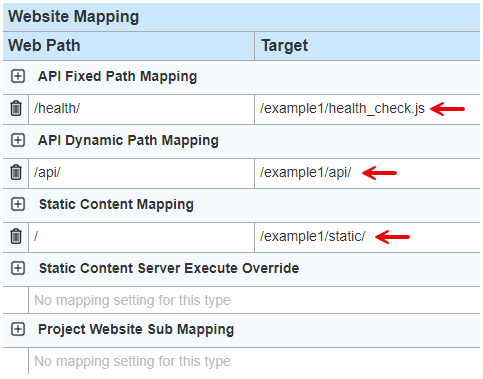 Website Mapping
Web Path Target
API Fixed Path Mapping
/health/ /example1/health_check.js
API Dynamic Path Mapping
/api/ /example1/api/
Static Content Mapping
/ /example1/static/
Static Content Server Execute Override
No mapping setting for this type
Project Website Sub Mapping
No mapping setting for this type